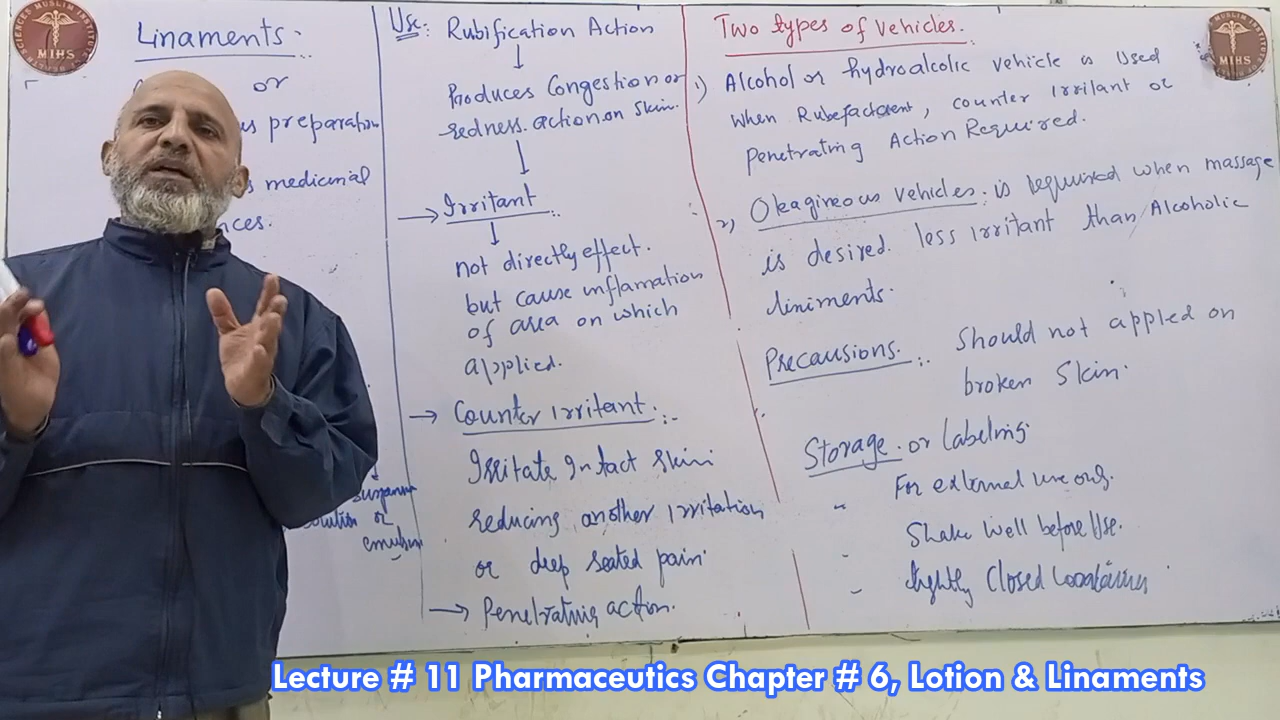 MIHS
Linaments
or
preparation
medicinal
Use: Rubification Action
Produces Congestion or
redness. action on skin.
Irritant
not directly effect.
but cause inflamation
of area on which
applied.
Counter irritant
Irritate Intact Skin
reducing another irritation
or deep seated pain
Penetrating action.
Two types of vehicles.
1) Alcohol or hydroalcolic vehicle is Used
When Rubefacient, counter irritant or
Penetrating Action Required.
2) Oleagineous vehicles. is required when massage
is desired. less irritant than Alcoholic
liniments.
Precausions. Should not appled on
broken Skin.
Storage. or Labeling
For external use only.
Shake well before Use.
tightly Closed
MUSLIM INSTITUTE
MIHS
Lecture # 11 Pharmaceutics Chapter # 6, Lotion & Linaments